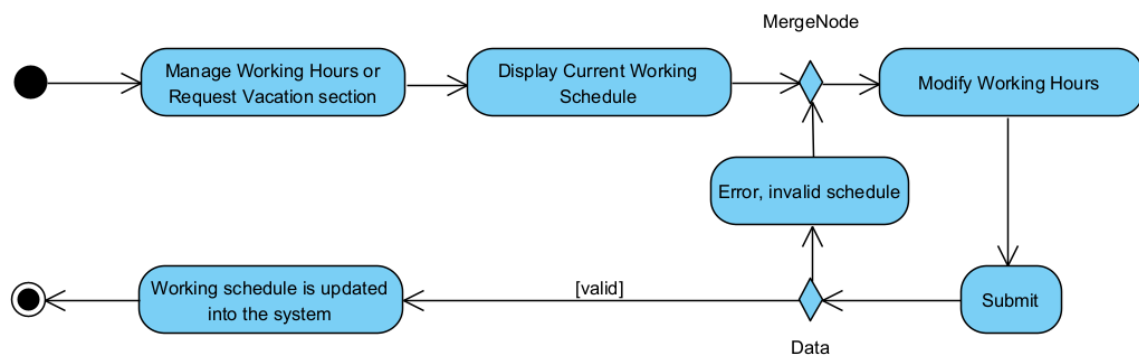 MergeNode
Manage Working Hours or
Request Vacation section
Display Current Working
Schedule
Modify Working Hours
Error, invalid schedule
Working schedule is updated
into the system
[valid]
Submit
Data